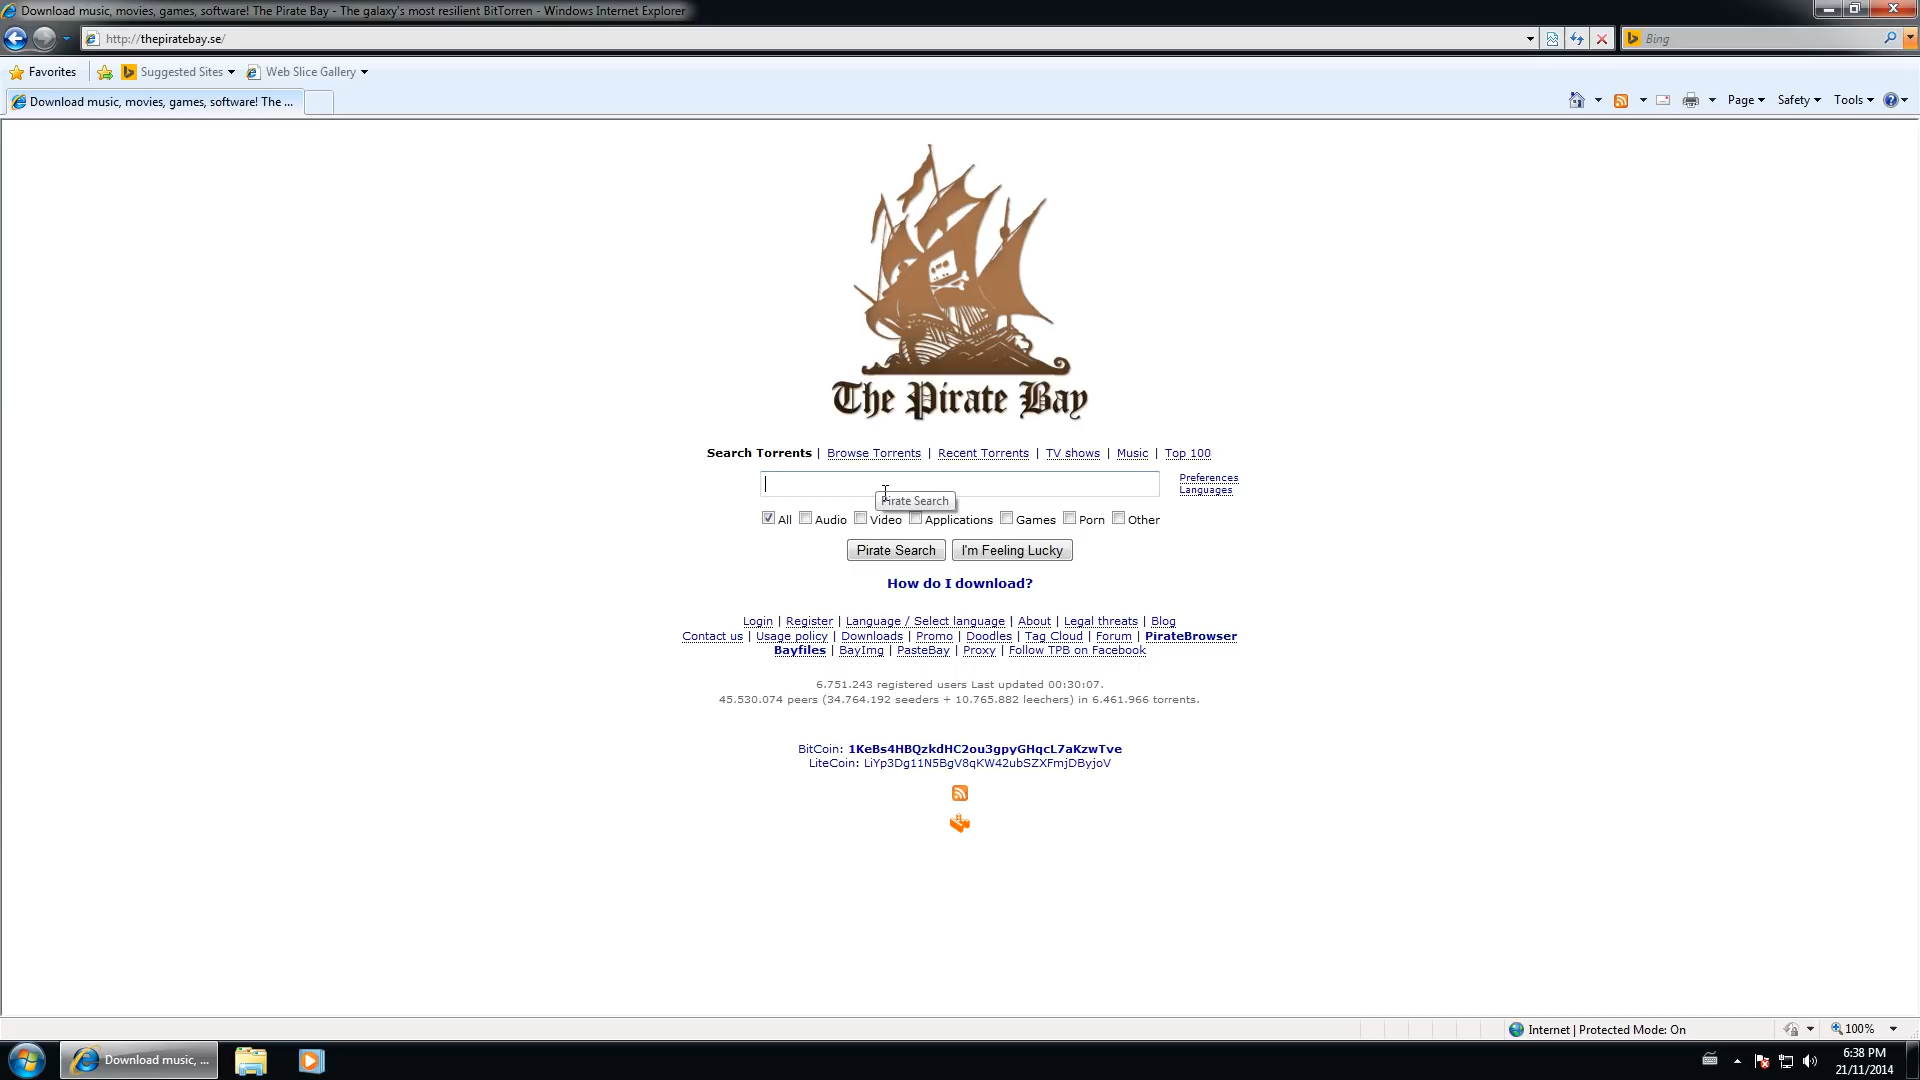 Download music, movies, games, software! The Pirate Bay - The galaxy's most resilient BitTorren - Windows Internet Explorer
http://thepiratebay.se/
Bing
Favorites
Suggested Sites
Web Slice Gallery
Download music, movies, games, software! The ...
Page
Safety
Tools
The Pirate Bay
Search Torrents | Browse Torrents | Recent Torrents | TV shows | Music | Top 100
Preferences
Languages
Pirate Search
All Audio Video Applications Games Porn Other
Pirate Search
I'm Feeling Lucky
How do I download?
Login | Register | Language / Select language | About | Legal threats | Blog
Contact us | Usage policy | Downloads | Promo | Doodles | Tag Cloud | Forum | PirateBrowser
Bayfiles | BayImg | PasteBay | Proxy | Follow TPB on Facebook
6.751.243 registered users Last updated 00:30:07.
45.530.074 peers (34.764.192 seeders + 10.765.882 leechers) in 6.461.966 torrents.
BitCoin: 1KeBs4HBQzkdHC2ou3gpyGHqcL7aKzwTve
LiteCoin: LiYp3Dg11N5BgV8qKW42ubSZXFmjDByjoV
Internet | Protected Mode: On
100%
Download music, ...
6:38 PM
21/11/2014